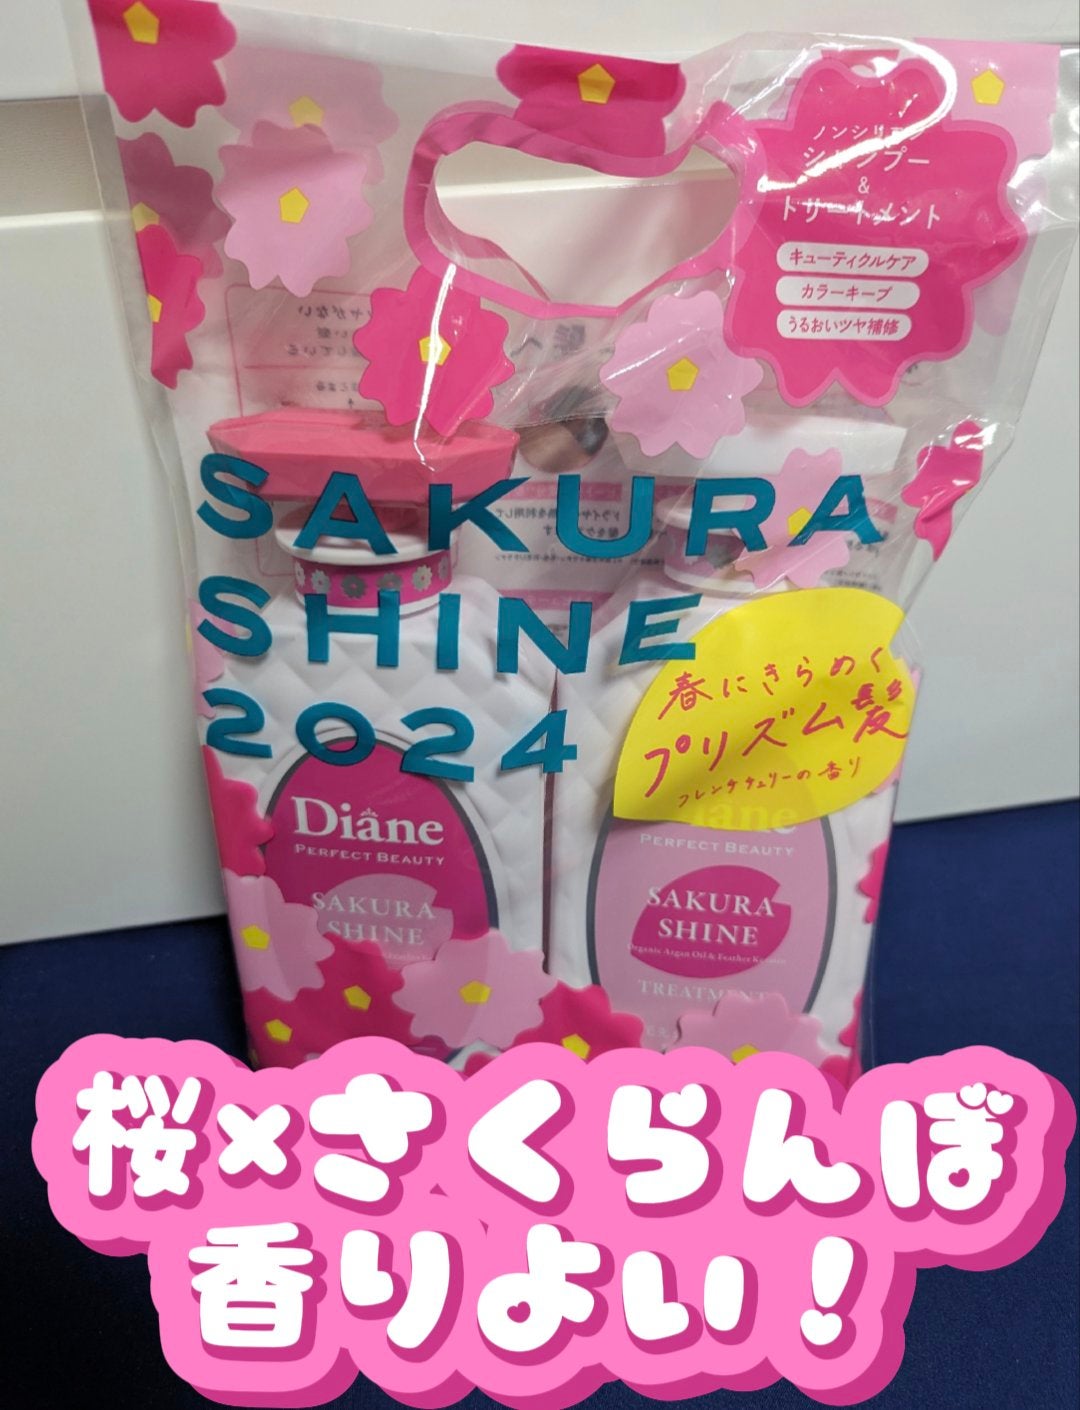 ノンシリコン
シャンプー
&
トリートメント
キューティクルケア
カラーキープ
うるおいツヤ補修
SAKURA
SHINE
2024
春にきらめく
プリズム髪
フレンチチェリーの香り
Diâne
PERFECT BEAUTY
SAKURA
SHINE
Diâne
PERFECT BEAUTY
SAKURA
SHINE
Organic Argan Oil & Feather Keratin
TREATMENT
桜×さくらんぼ
香りよい!